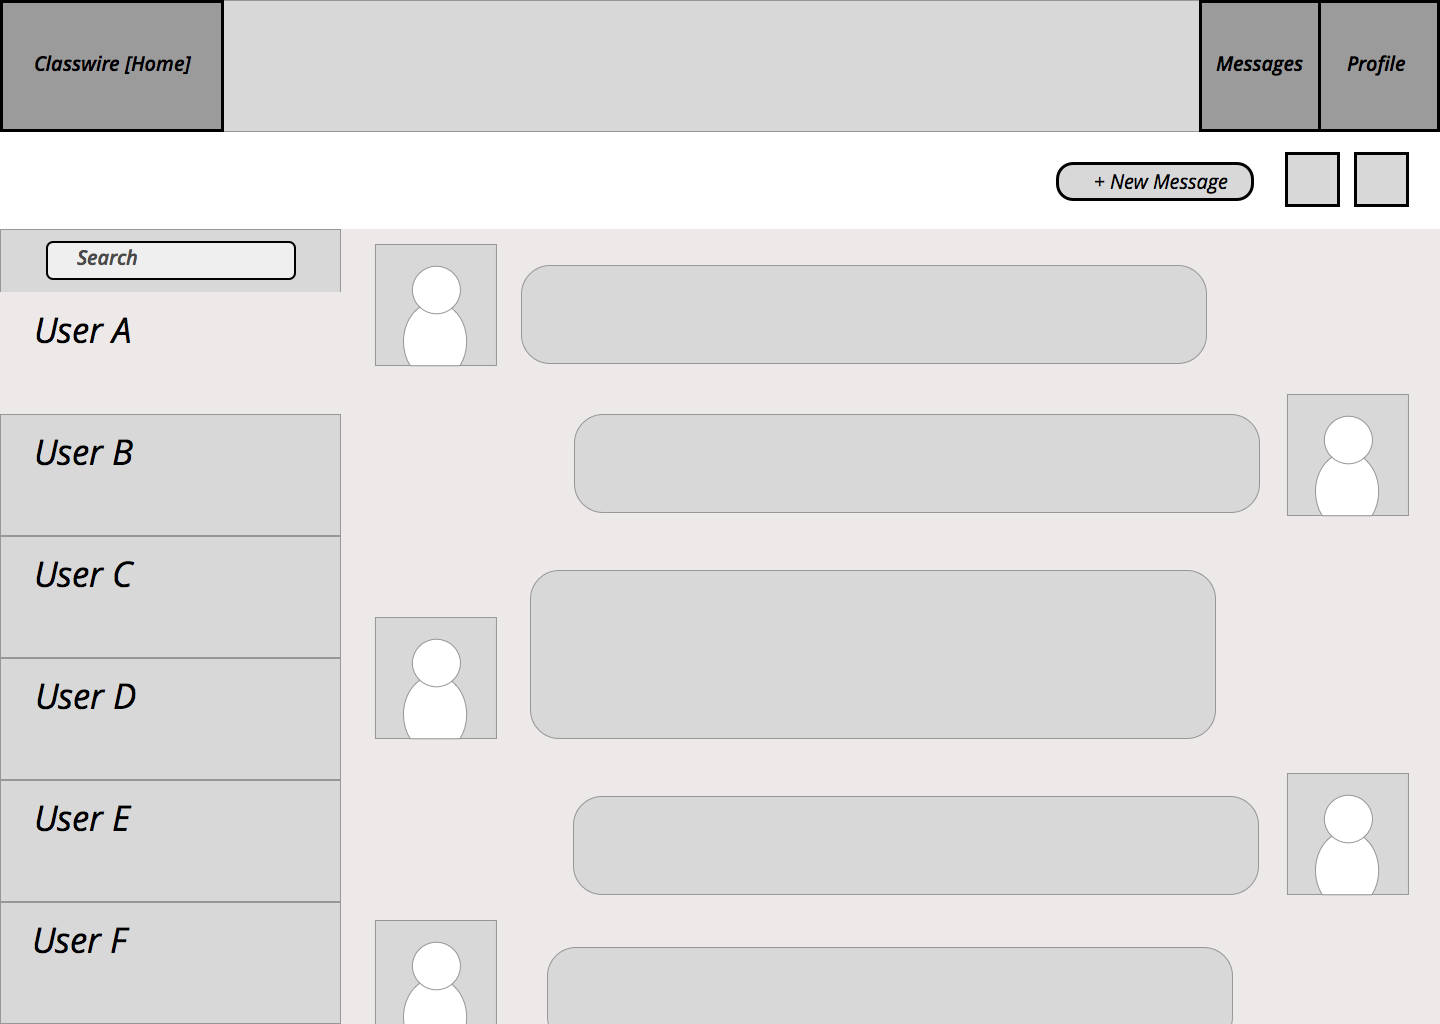 Classwire [Home]
Messages
Profile
+ New Message
Search
User A
User B
User C
User D
User E
User F